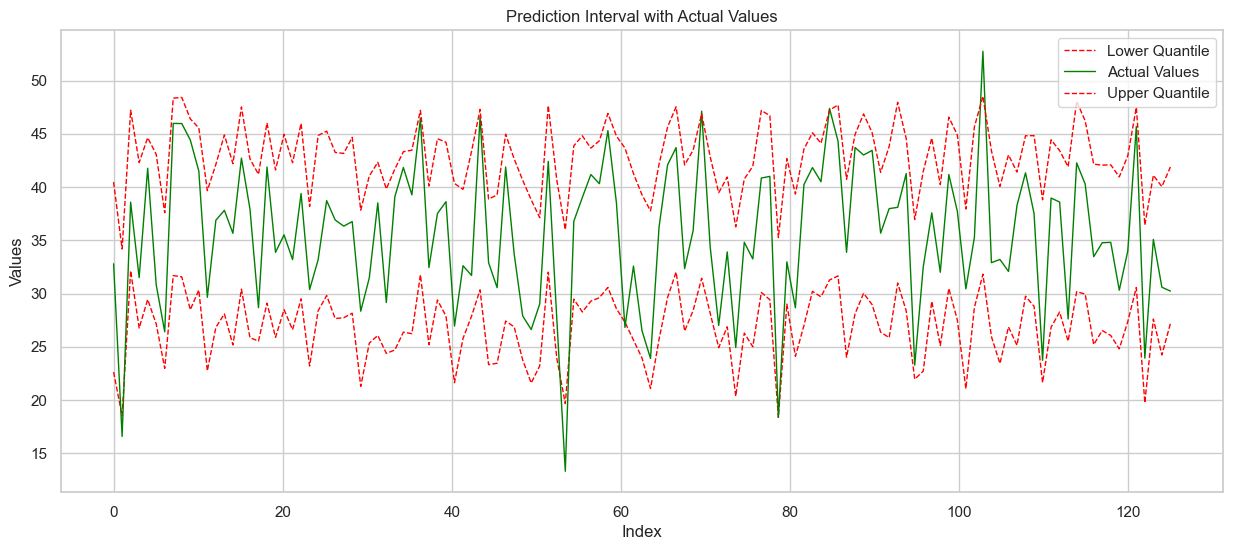 Prediction Interval with Actual Values
Lower Quantile
Actual Values
Upper Quantile
Values
50
45
40
35
30
25
20
15
0 20 40 60 80 100 120
Index